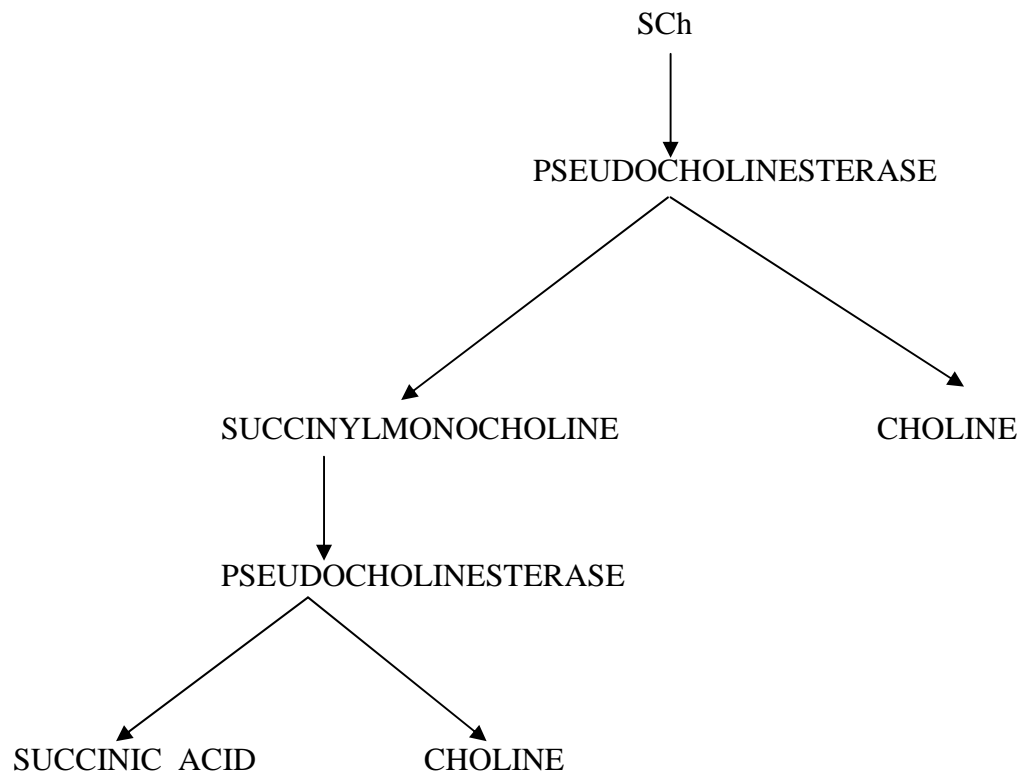 SCh
PSEUDOCHOLINESTERASE
SUCCINYLMONOCHOLINE CHOLINE
PSEUDOCHOLINESTERASE
SUCCINIC ACID CHOLINE